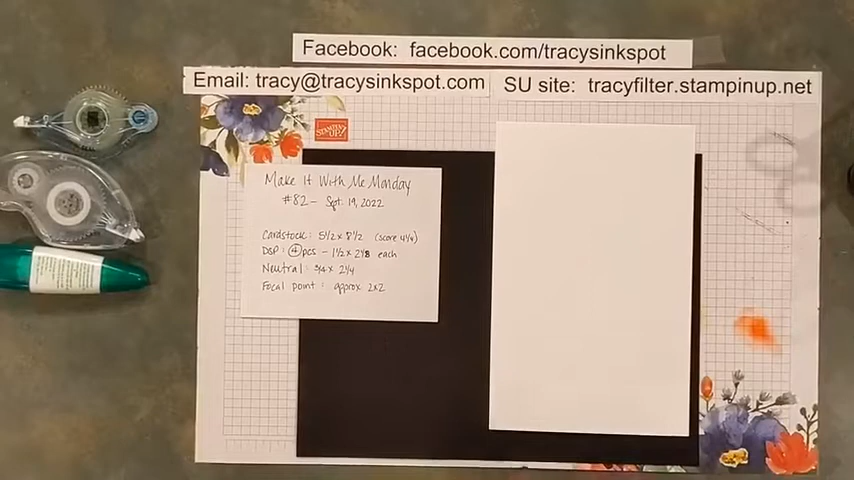 Facebook: facebook.com/tracysinkspot
Email: tracy@tracysinkspot.com
SU site: tracyfilter.stampinup.net
STAMPIN' UP!
Make It With Me Monday
#82 - Sept. 19, 2022
Cardstock: 5 1/2 x 8 1/2 (score 4 1/4)
DSP: 4 pcs - 1 1/2 x 2 1/8 each
Neutral: 3/4 x 2 1/4
Focal point: approx 2x2